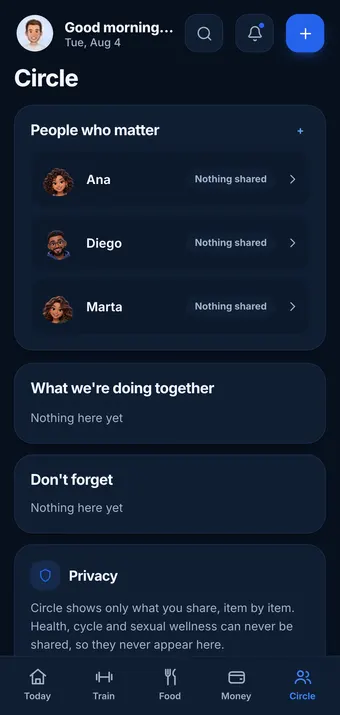 Good morning...
Tue, Aug 4
Circle
People who matter
+
Ana
Nothing shared
Diego
Nothing shared
Marta
Nothing shared
What we're doing together
Nothing here yet
Don't forget
Nothing here yet
Privacy
Circle shows only what you share, item by item.
Health, cycle and sexual wellness can never be
shared, so they never appear here.
Today
Train
Food
Money
Circle